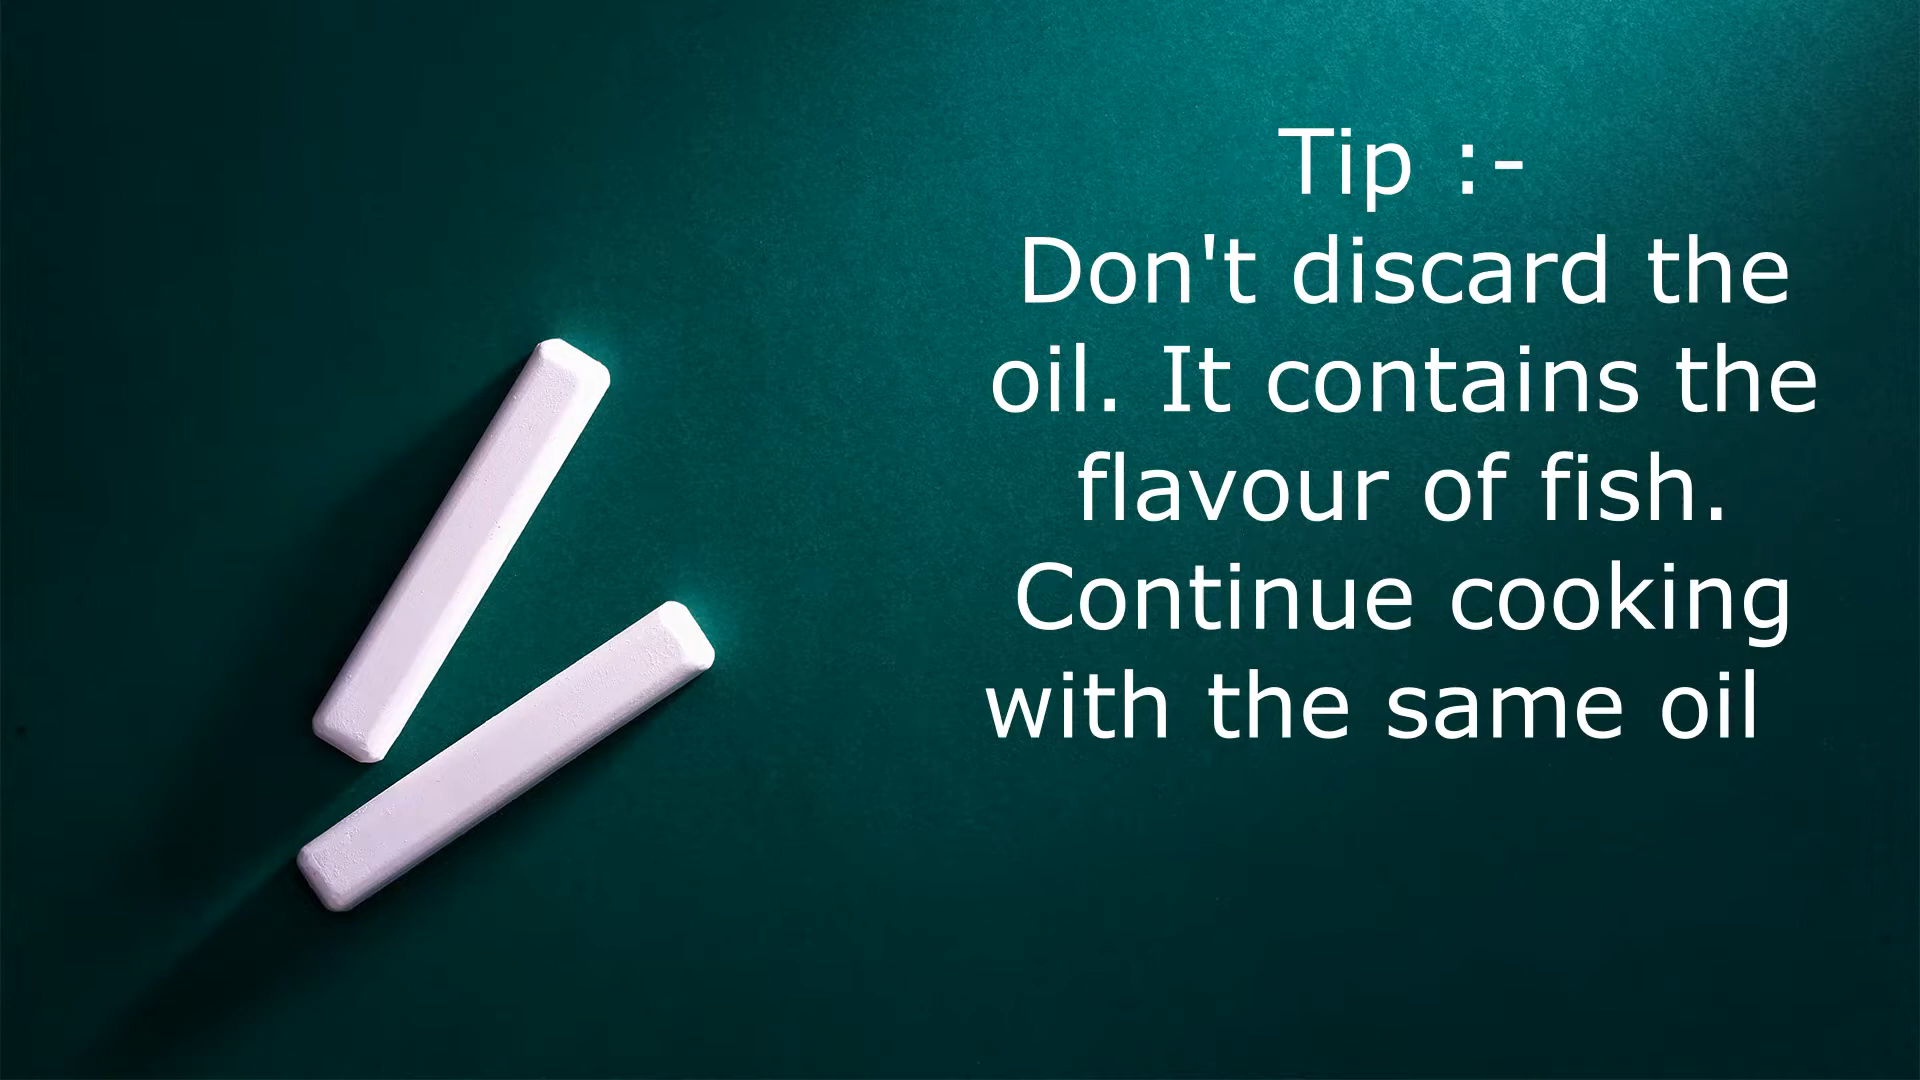 Tip :-
Don't discard the
oil. It contains the
flavour of fish.
Continue cooking
with the same oil